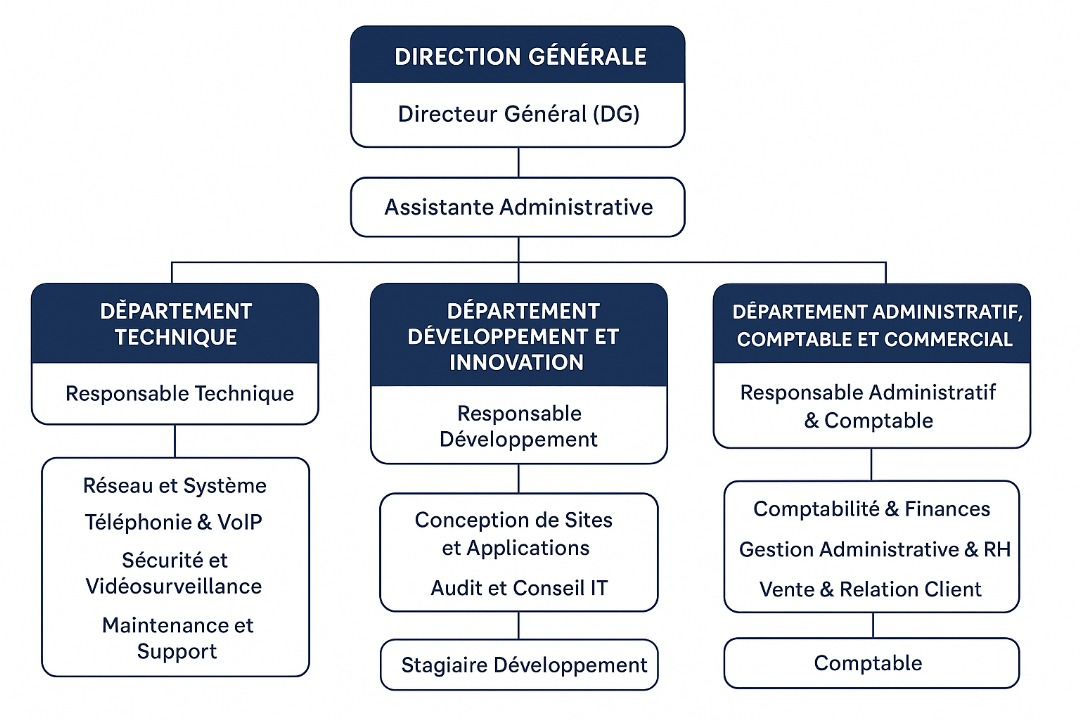 DIRECTION GÉNÉRALE
Directeur Général (DG)
Assistante Administrative
DĚPARTEMENT
TECHNIQUE
Responsable Technique
Réseau et Système
Téléphonie & VoIP
Sécurité et
Vidéosurveillance
Maintenance et
Support
DÉPARTEMENT
DÉVELOPPEMENT ET
INNOVATION
Responsable
Développement
Conception de Sites
et Applications
Audit et Conseil IT
Stagiaire Développement
DÉPARTEMENT ADMINISTRATIF,
COMPTABLE ET COMMERCIAL
Responsable Administratif
& Comptable
Comptabilité & Finances
Gestion Administrative & RH
Vente & Relation Client
Comptable